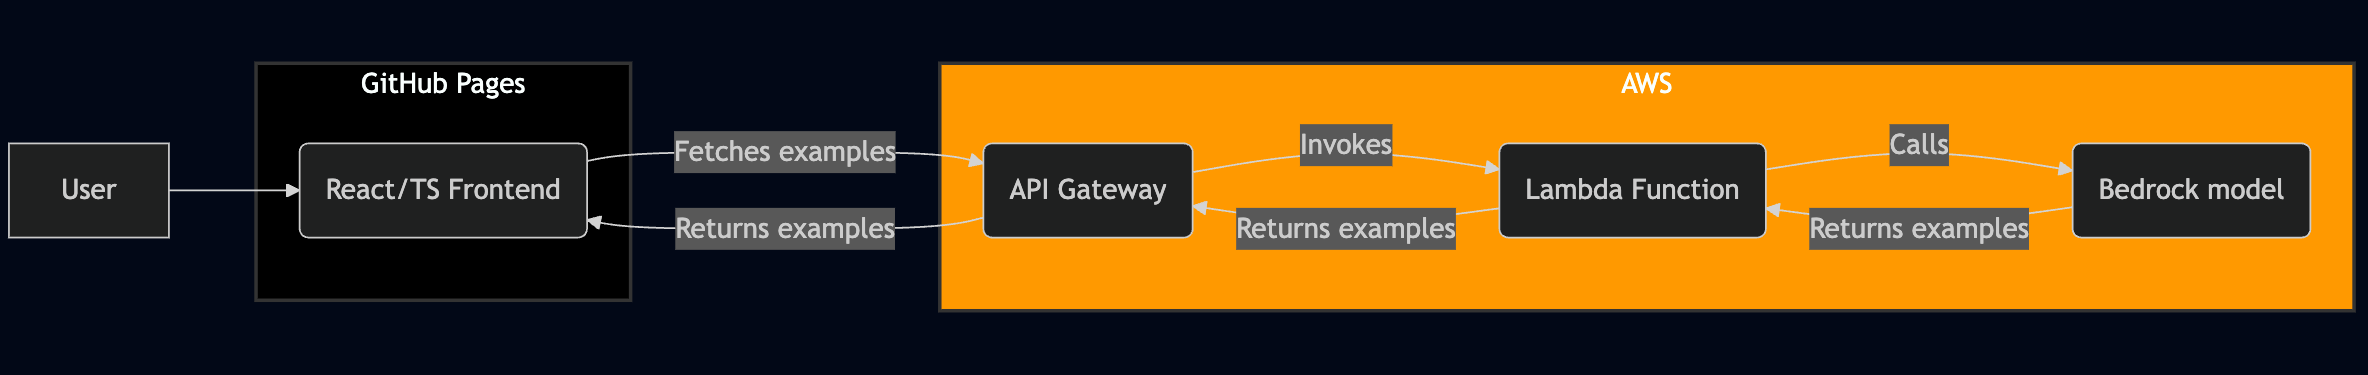 GitHub Pages
AWS
User
React/TS Frontend
Fetches examples
Returns examples
API Gateway
Invokes
Returns examples
Lambda Function
Calls
Returns examples
Bedrock model